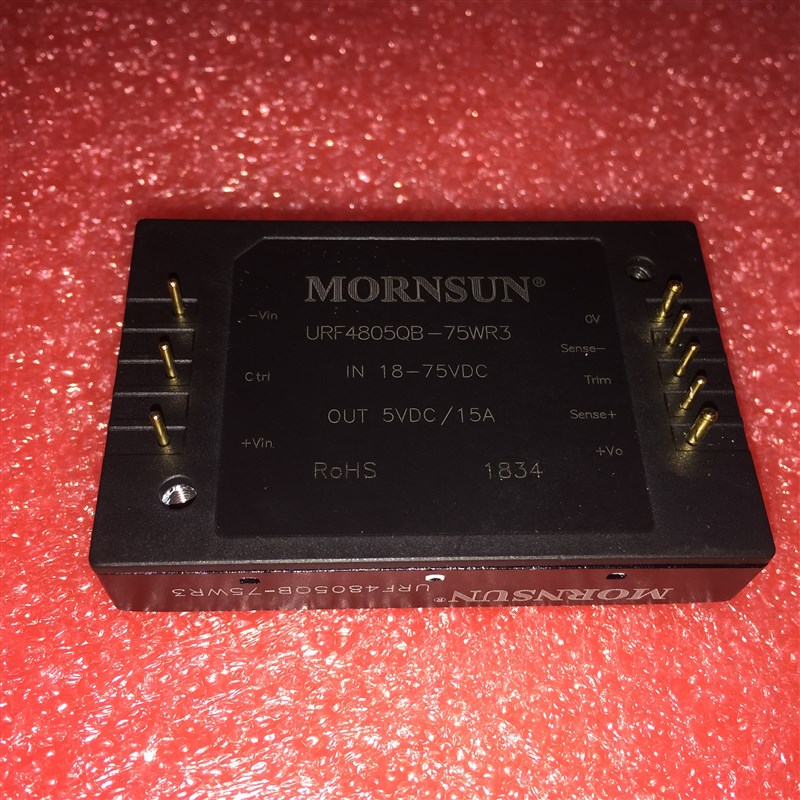 MORNSUN®
URF4805QB-75WR3
IN 18-75VDC
OUT 5VDC/15A
RoHS 1834
-Vin
Ctrl
+Vin
0V
Sense-
Trim
Sense+
+Vo
MORNSUN®
URF4805QB-75WR3